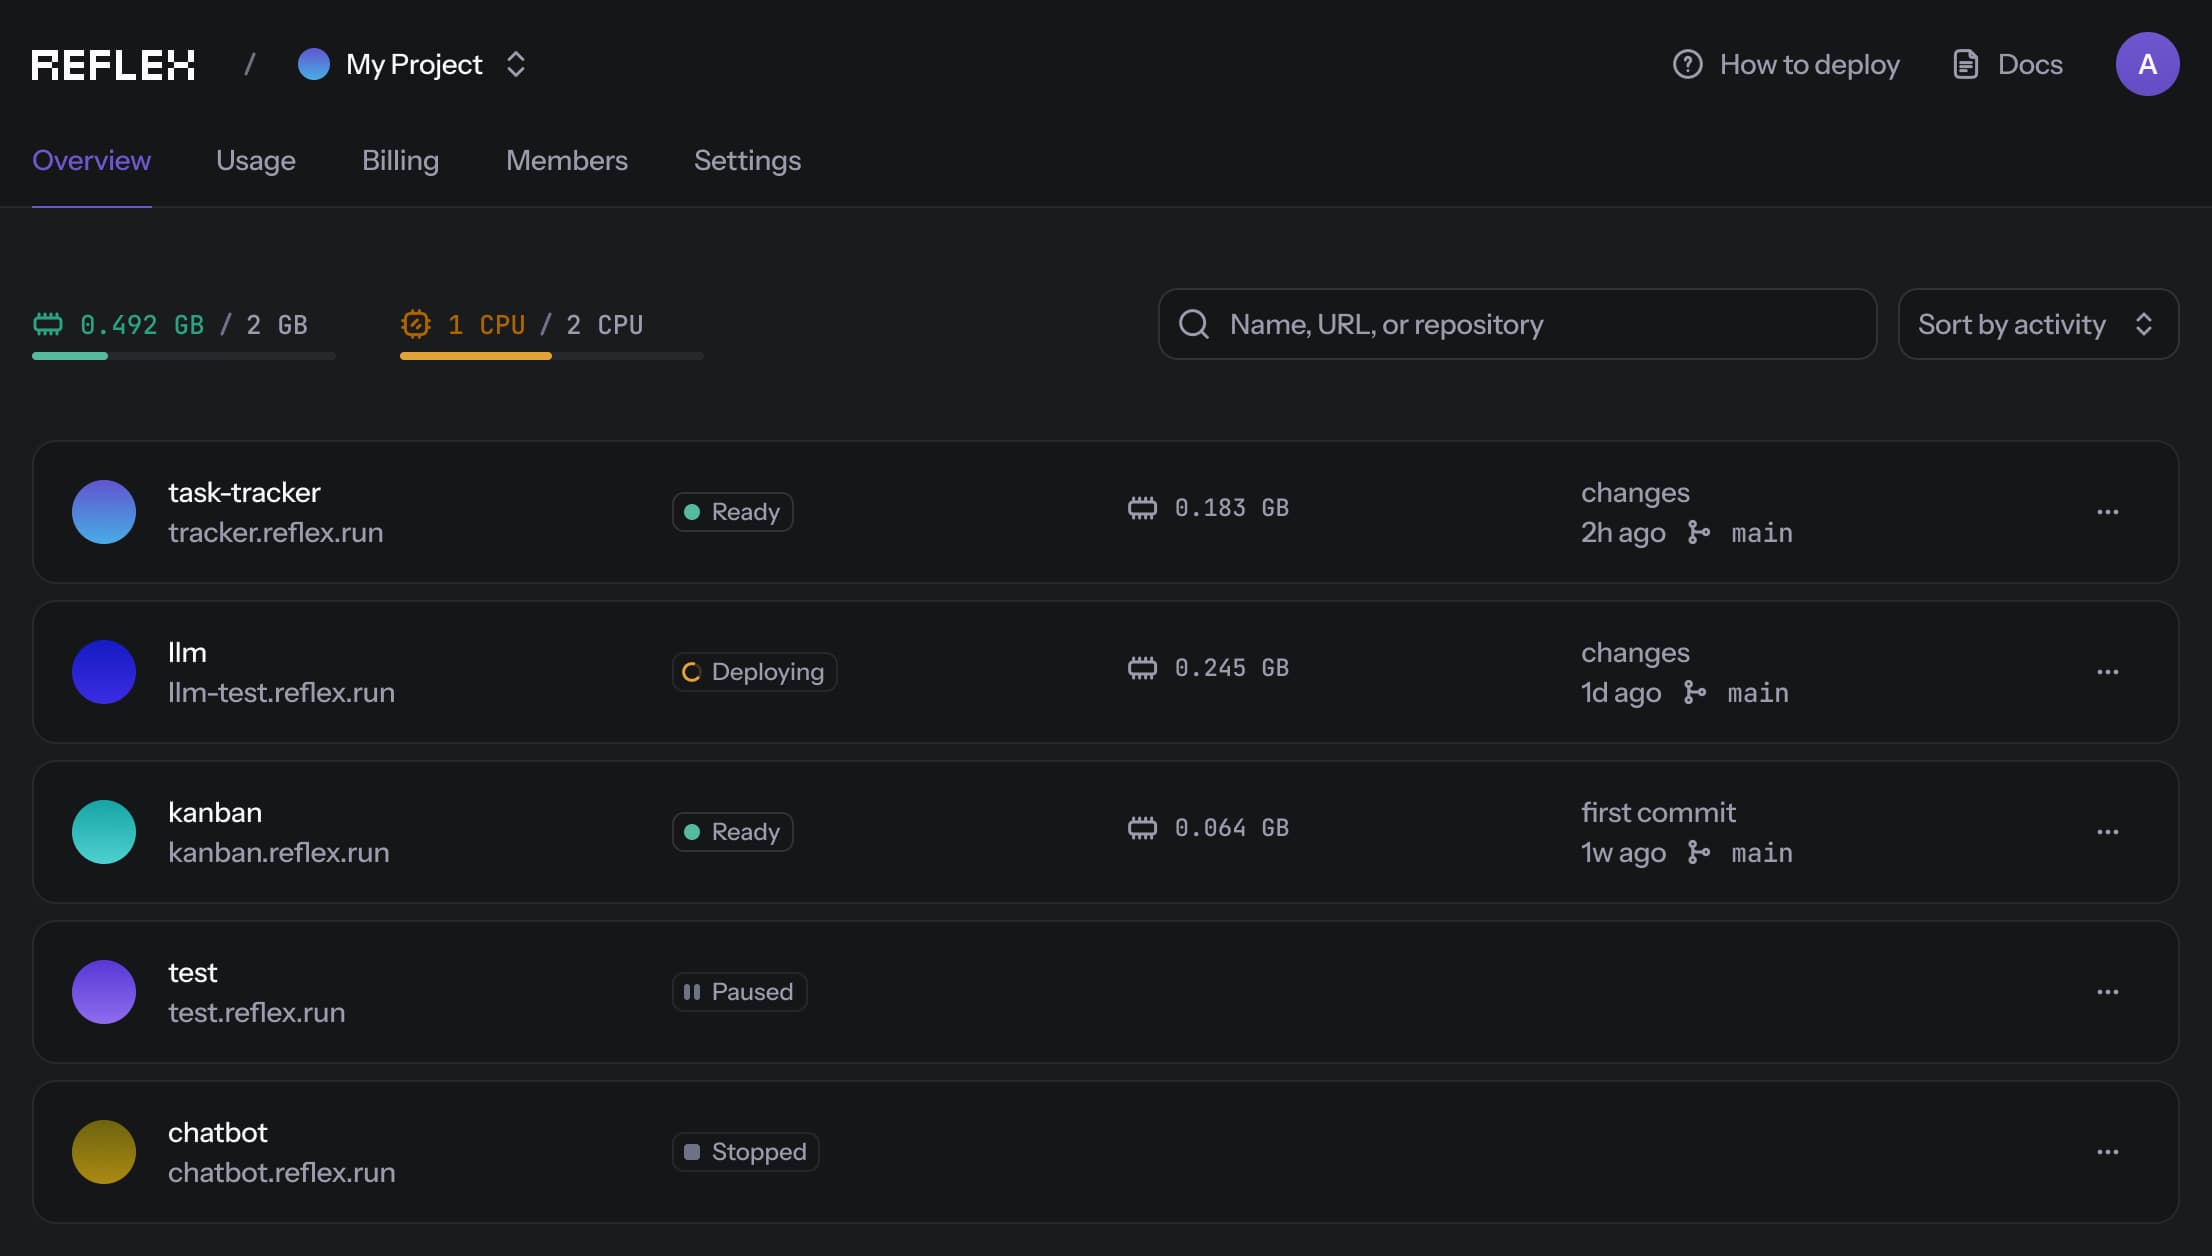 REFLEX / My Project How to deploy Docs A
Overview Usage Billing Members Settings
0.492 GB / 2 GB 1 CPU / 2 CPU Name, URL, or repository Sort by activity
task-tracker
tracker.reflex.run
Ready
0.183 GB
changes
2h ago main
llm
llm-test.reflex.run
Deploying
0.245 GB
changes
1d ago main
kanban
kanban.reflex.run
Ready
0.064 GB
first commit
1w ago main
test
test.reflex.run
Paused
chatbot
chatbot.reflex.run
Stopped